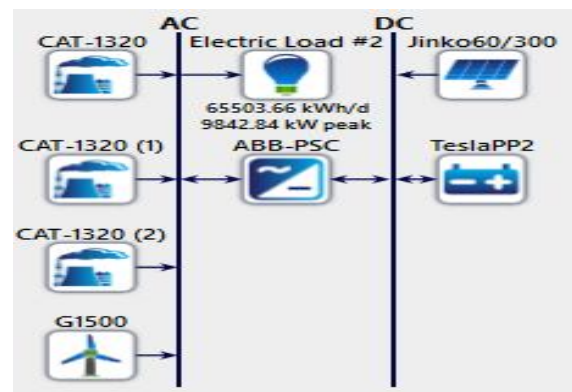 AC DC
CAT-1320 Electric Load #2 Jinko60/300
65503.66 kWh/d
9842.84 kW peak
CAT-1320 (1) ABB-PSC TeslaPP2
CAT-1320 (2)
G1500